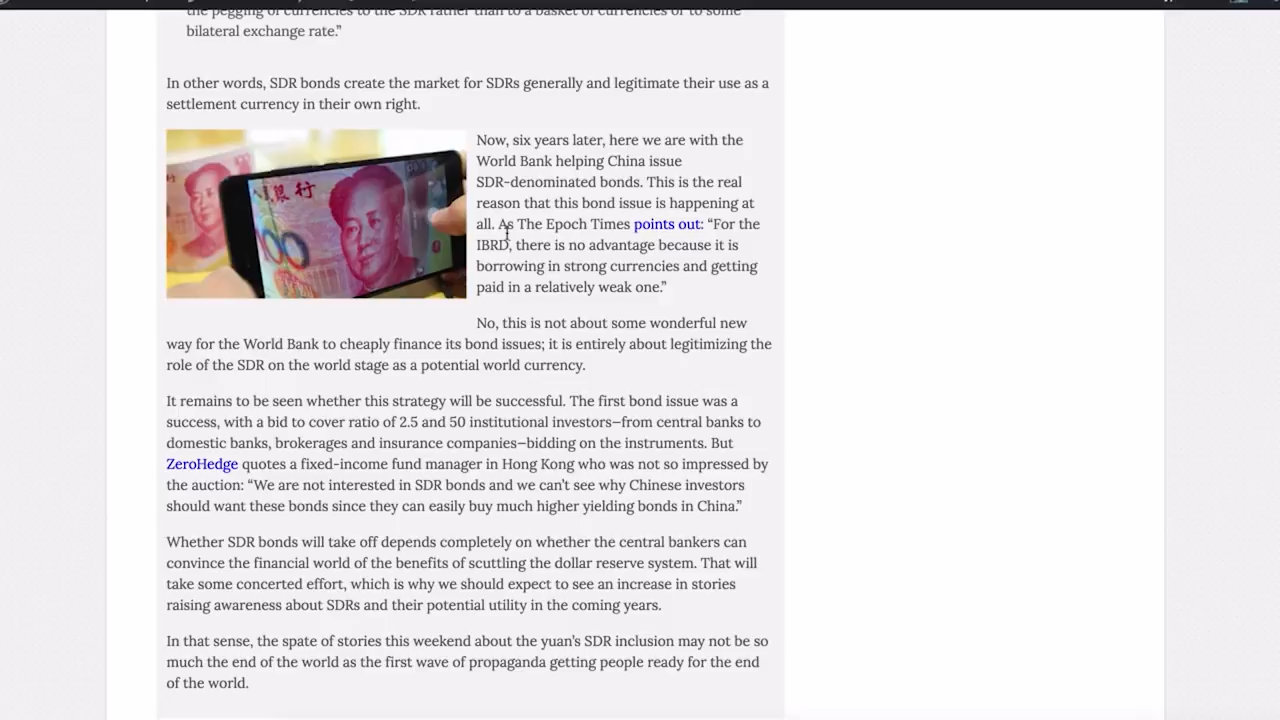 the pegging of currencies to the SDR rather than to a basket of currencies or to some
bilateral exchange rate.”
In other words, SDR bonds create the market for SDRs generally and legitimate their use as a
settlement currency in their own right.
银行
Now, six years later, here we are with the
World Bank helping China issue
SDR-denominated bonds. This is the real
reason that this bond issue is happening at
all. As The Epoch Times points out: “For the
IBRD, there is no advantage because it is
borrowing in strong currencies and getting
paid in a relatively weak one.”
No, this is not about some wonderful new
way for the World Bank to cheaply finance its bond issues; it is entirely about legitimizing the
role of the SDR on the world stage as a potential world currency.
It remains to be seen whether this strategy will be successful. The first bond issue was a
success, with a bid to cover ratio of 2.5 and 50 institutional investors—from central banks to
domestic banks, brokerages and insurance companies—bidding on the instruments. But
ZeroHedge quotes a fixed-income fund manager in Hong Kong who was not so impressed by
the auction: “We are not interested in SDR bonds and we can’t see why Chinese investors
should want these bonds since they can easily buy much higher yielding bonds in China.”
Whether SDR bonds will take off depends completely on whether the central bankers can
convince the financial world of the benefits of scuttling the dollar reserve system. That will
take some concerted effort, which is why we should expect to see an increase in stories
raising awareness about SDRs and their potential utility in the coming years.
In that sense, the spate of stories this weekend about the yuan’s SDR inclusion may not be so
much the end of the world as the first wave of propaganda getting people ready for the end
of the world.